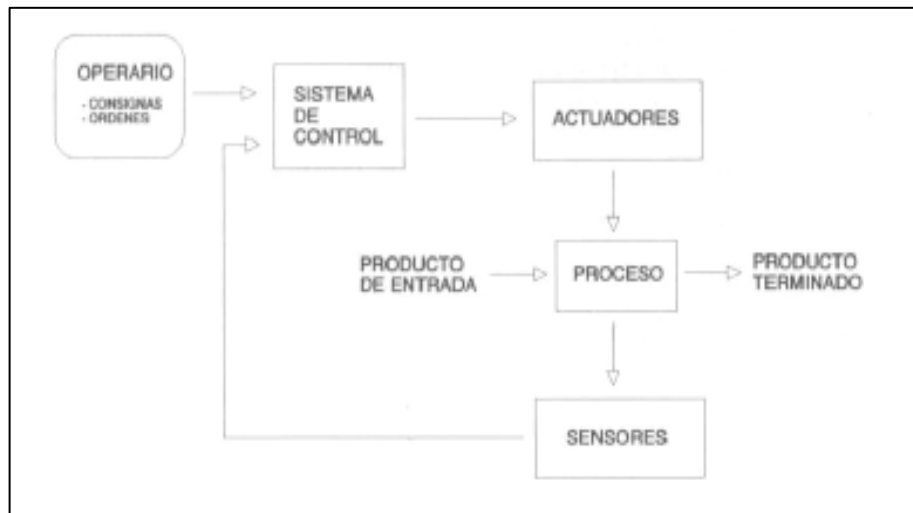 OPERARIO
- CONSIGNAS
- ORDENES
SISTEMA
DE
CONTROL
ACTUADORES
PRODUCTO
DE ENTRADA
PROCESO
PRODUCTO
TERMINADO
SENSORES